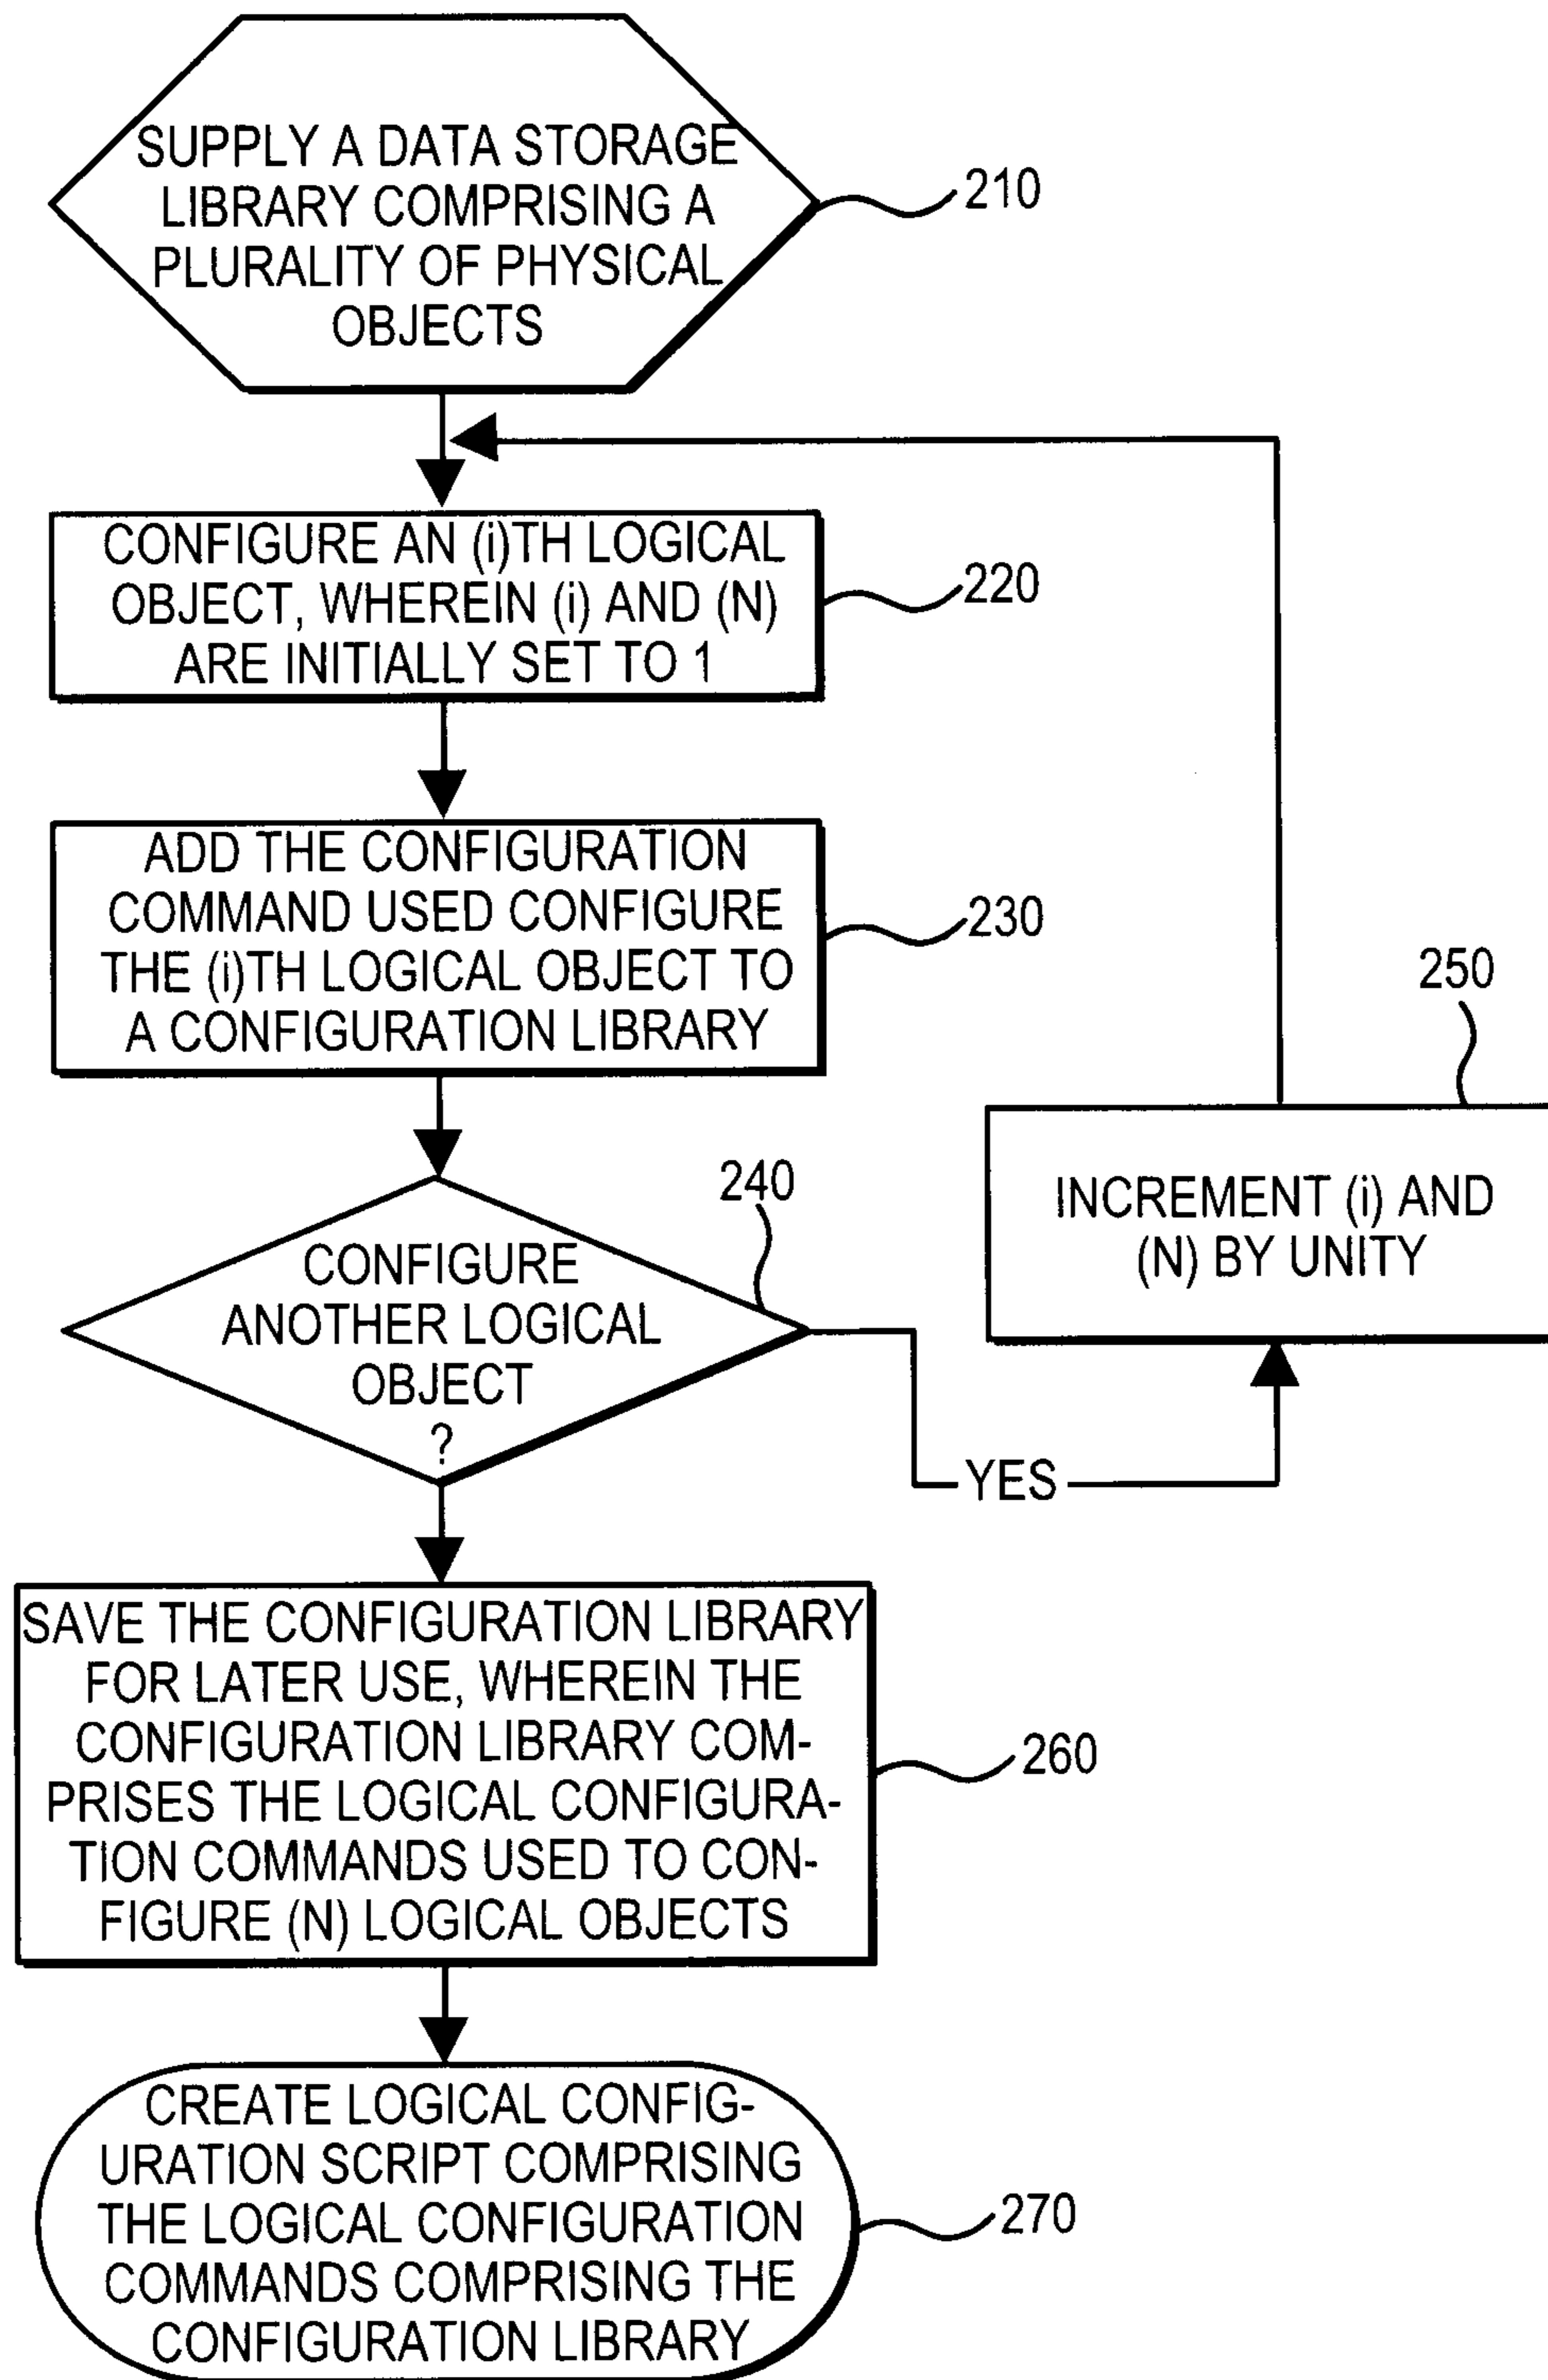 SUPPLY A DATA STORAGE
LIBRARY COMPRISING A
PLURALITY OF PHYSICAL
OBJECTS
210
CONFIGURE AN (i)TH LOGICAL
OBJECT, WHEREIN (i) AND (N)
ARE INITIALLY SET TO 1
220
ADD THE CONFIGURATION
COMMAND USED CONFIGURE
THE (i)TH LOGICAL OBJECT TO
A CONFIGURATION LIBRARY
230
250
INCREMENT (i) AND
(N) BY UNITY
240
CONFIGURE
ANOTHER LOGICAL
OBJECT
?
YES
SAVE THE CONFIGURATION LIBRARY
FOR LATER USE, WHEREIN THE
CONFIGURATION LIBRARY COM-
PRISES THE LOGICAL CONFIGURA-
TION COMMANDS USED TO CON-
FIGURE (N) LOGICAL OBJECTS
260
CREATE LOGICAL CONFIG-
URATION SCRIPT COMPRISING
THE LOGICAL CONFIGURATION
COMMANDS COMPRISING THE
CONFIGURATION LIBRARY
270